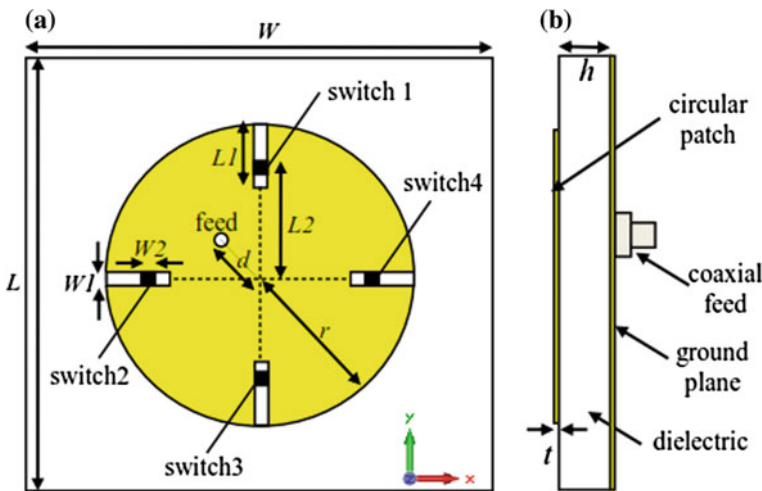 (a)
W
(b)
h
switch 1
circular
patch
L1
switch4
feed
L2
W2
d
L
W1
coaxial
feed
r
switch2
ground
plane
switch3
Y
X
t
dielectric